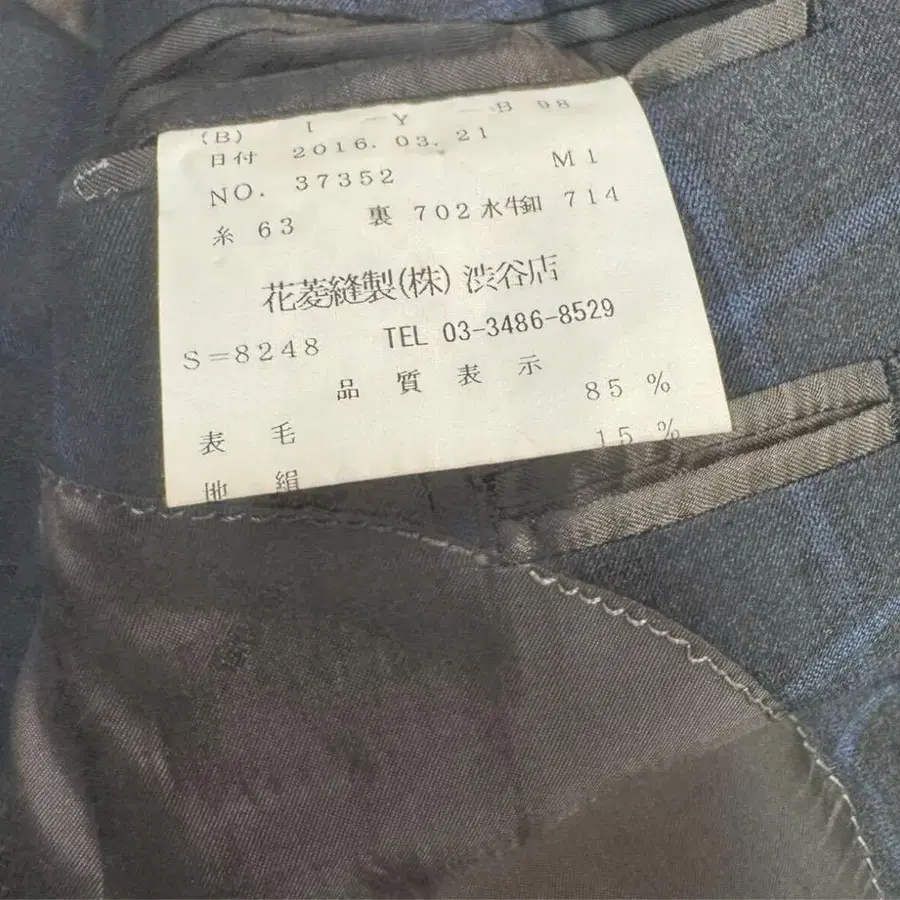 (B) I -Y -B 98
日付 2016.03.21
NO. 37352 M1
糸 63 裏 702 水牛釦 714
花菱縫製(株) 渋谷店
S=8248 TEL 03-3486-8529
品質表示
表 毛 85 %
地 絹 15 %